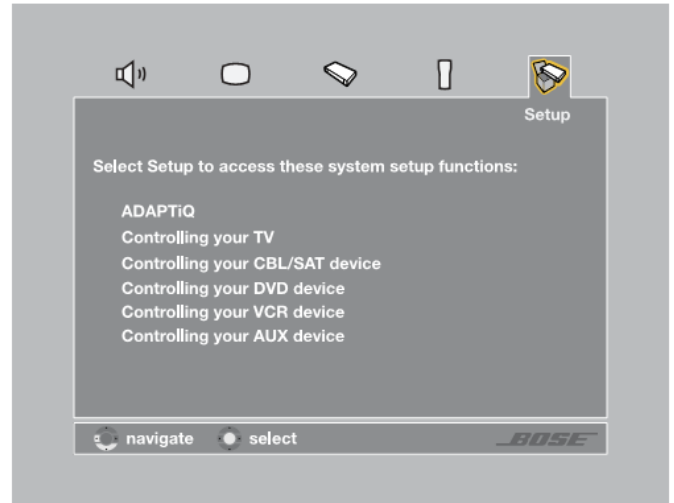 Setup
Select Setup to access these system setup functions:
ADAPTiQ
Controlling your TV
Controlling your CBL/SAT device
Controlling your DVD device
Controlling your VCR device
Controlling your AUX device
navigate select BOSE